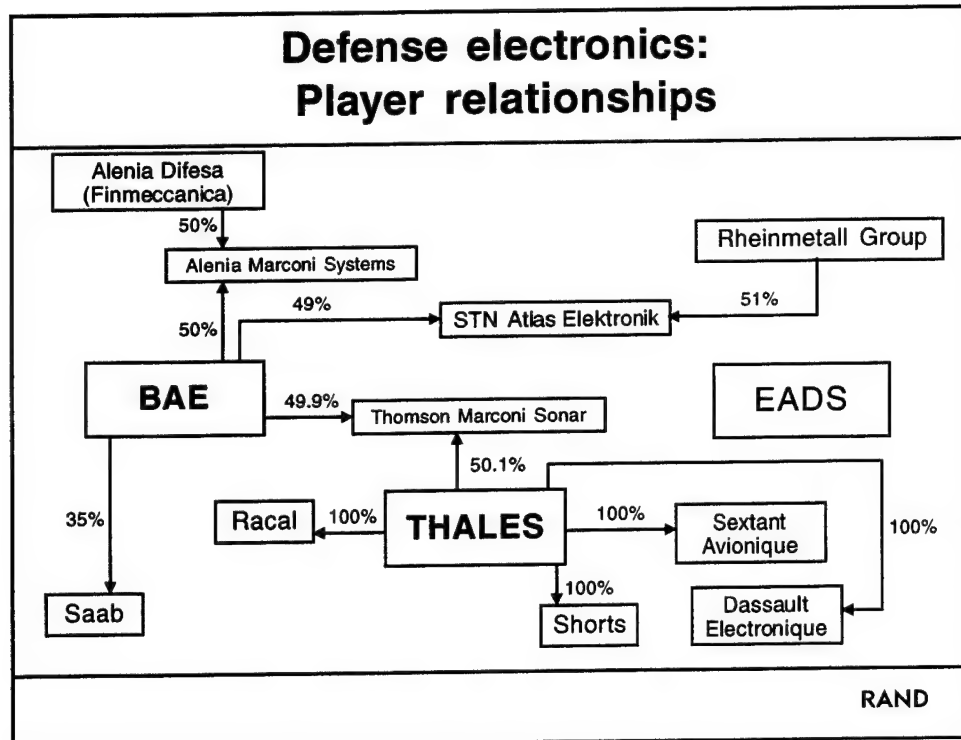 Defense electronics:
Player relationships
Alenia Difesa
(Finmeccanica)
50%
Alenia Marconi Systems
Rheinmetall Group
49%
51%
STN Atlas Elektronik
50%
BAE
49.9%
Thomson Marconi Sonar
EADS
50.1%
35%
Racal
100%
THALES
100%
Sextant
Avionique
100%
100%
Saab
Shorts
Dassault
Electronique
RAND